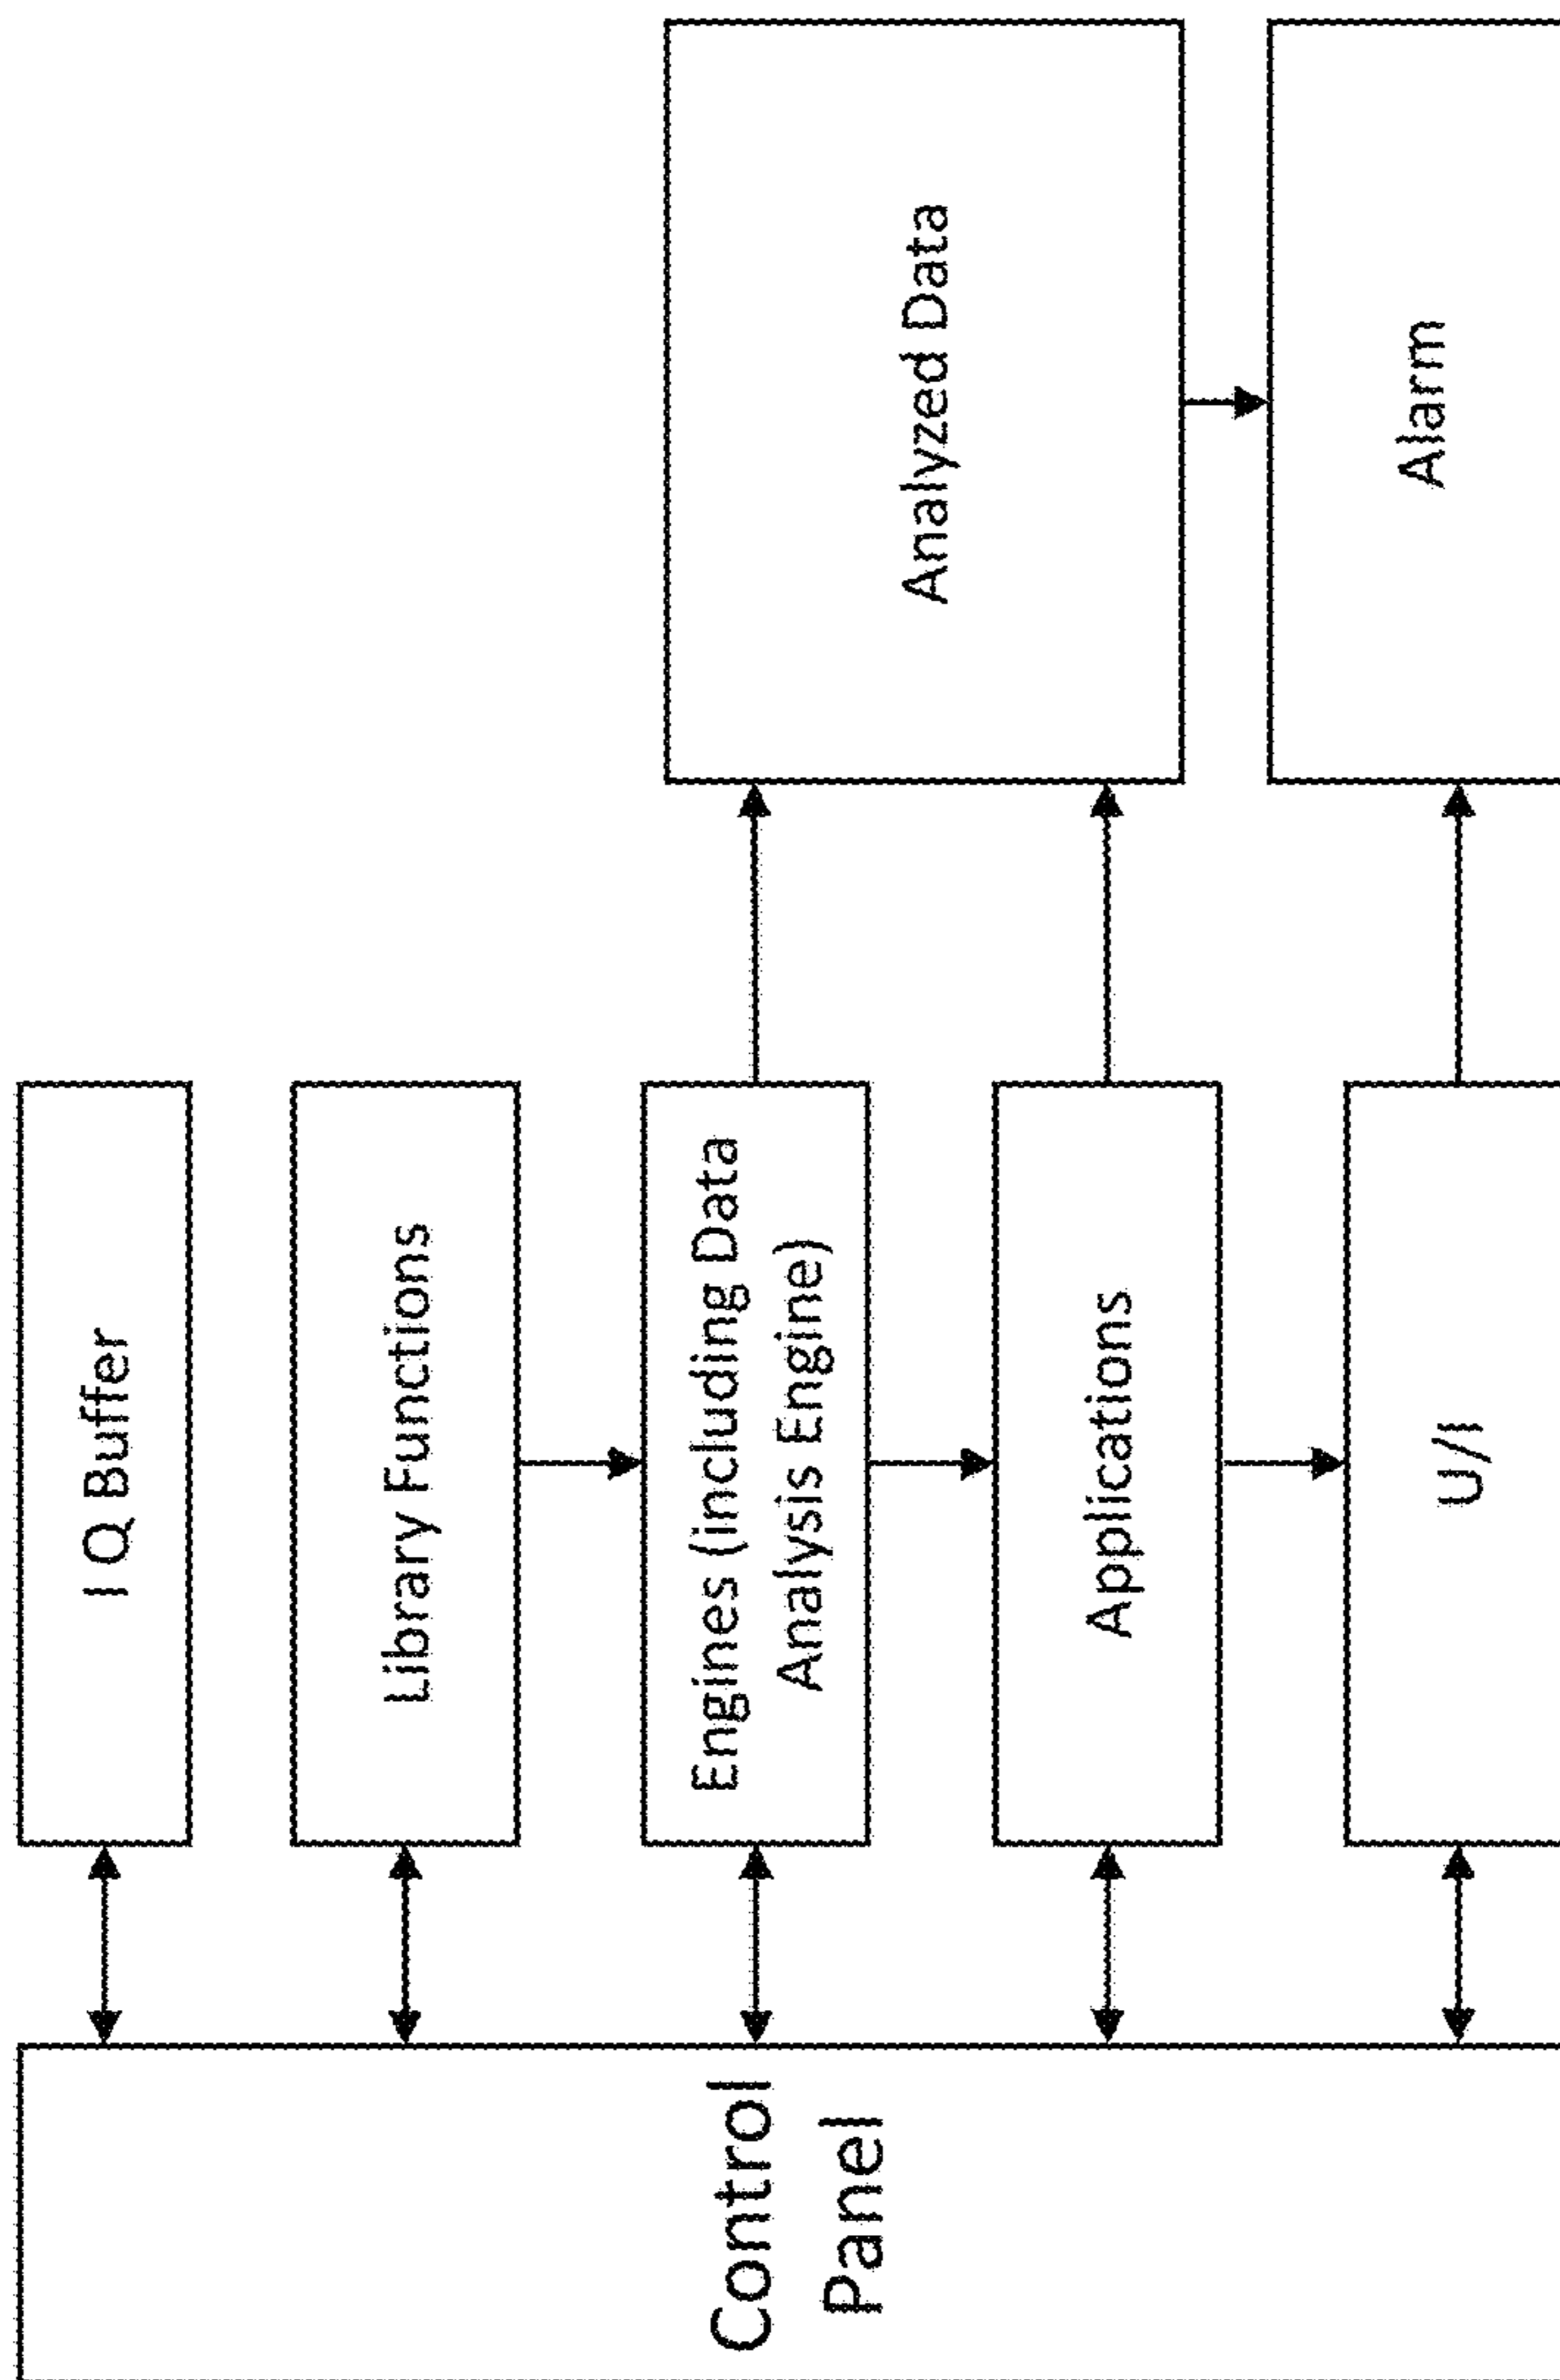 Control
Panel
I Q Buffer
Library Functions
Engines (including Data
Analysis Engine)
Applications
U/I
Analyzed Data
Alarm